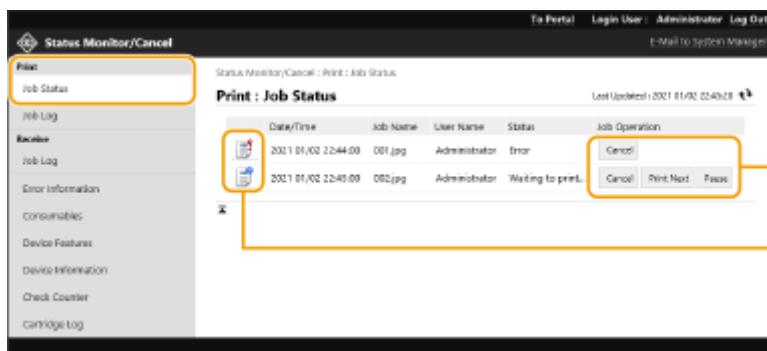 To Portal Login User : Administrator Log Out
Status Monitor/Cancel
E-Mail to System Manager
Print
Job Status
Job Log
Receive
Job Log
Error Information
Consumables
Device Features
Device Information
Check Counter
Cartridge Log
Status Monitor/Cancel : Print : Job Status
Print : Job Status
Last Updated : 2021 01/02 22:45:20
Date/Time Job Name User Name Status Job Operation
2021 01/02 22:44:00 001.jpg Administrator Error Cancel
2021 01/02 22:45:00 002.jpg Administrator Waiting to print... Cancel Print Next Pause